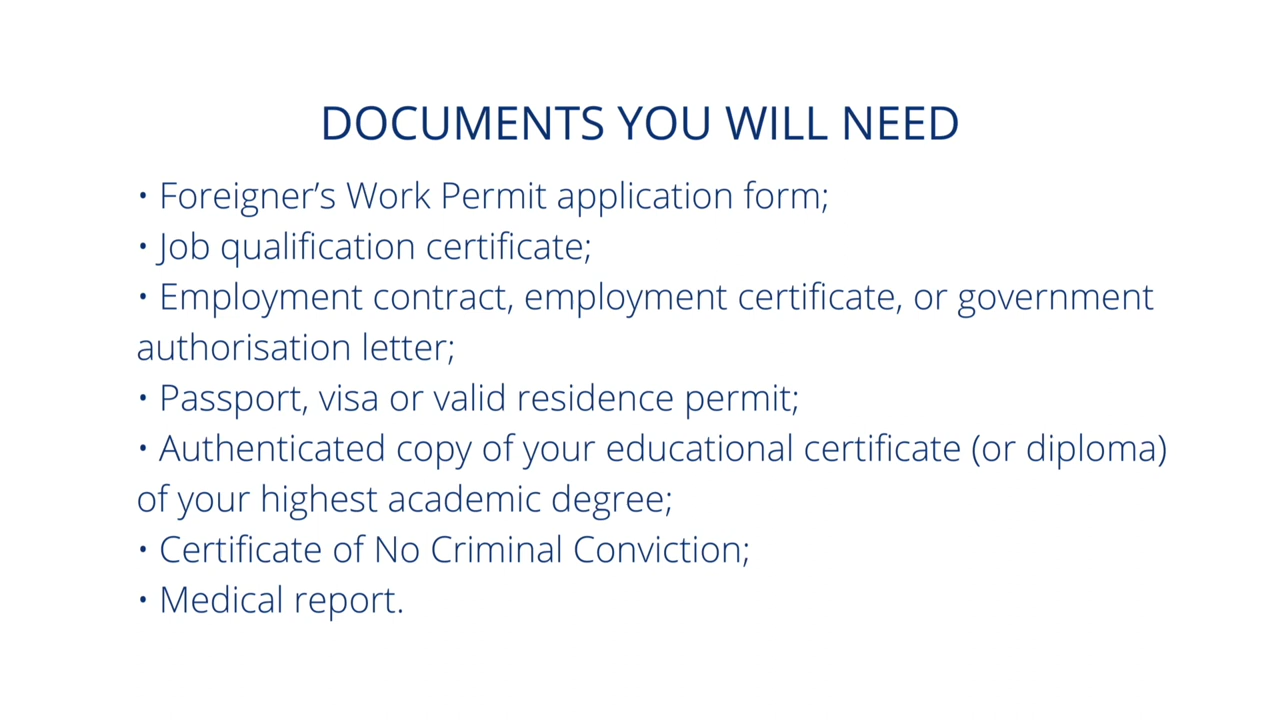 DOCUMENTS YOU WILL NEED
• Foreigner’s Work Permit application form;
• Job qualification certificate;
• Employment contract, employment certificate, or government
authorisation letter;
• Passport, visa or valid residence permit;
• Authenticated copy of your educational certificate (or diploma)
of your highest academic degree;
• Certificate of No Criminal Conviction;
• Medical report.